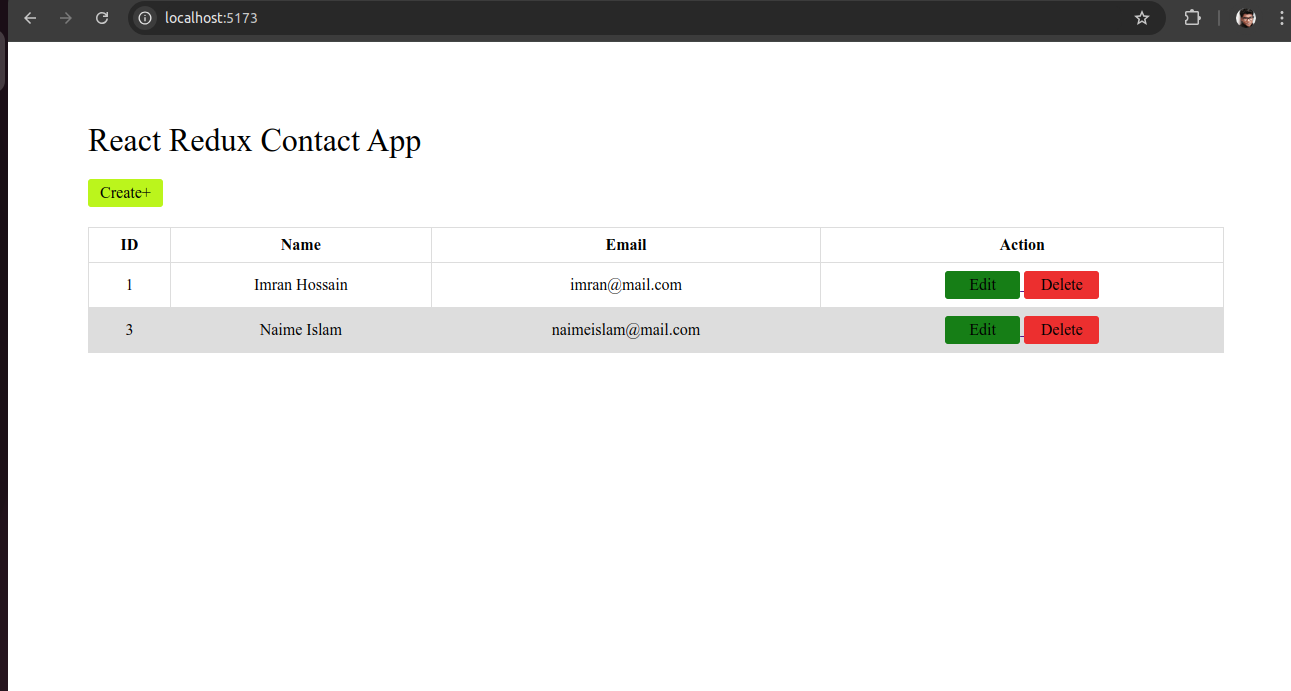 localhost:5173
React Redux Contact App
Create+
ID Name Email Action
1 Imran Hossain imran@mail.com Edit Delete
3 Naime Islam naimeislam@mail.com Edit Delete